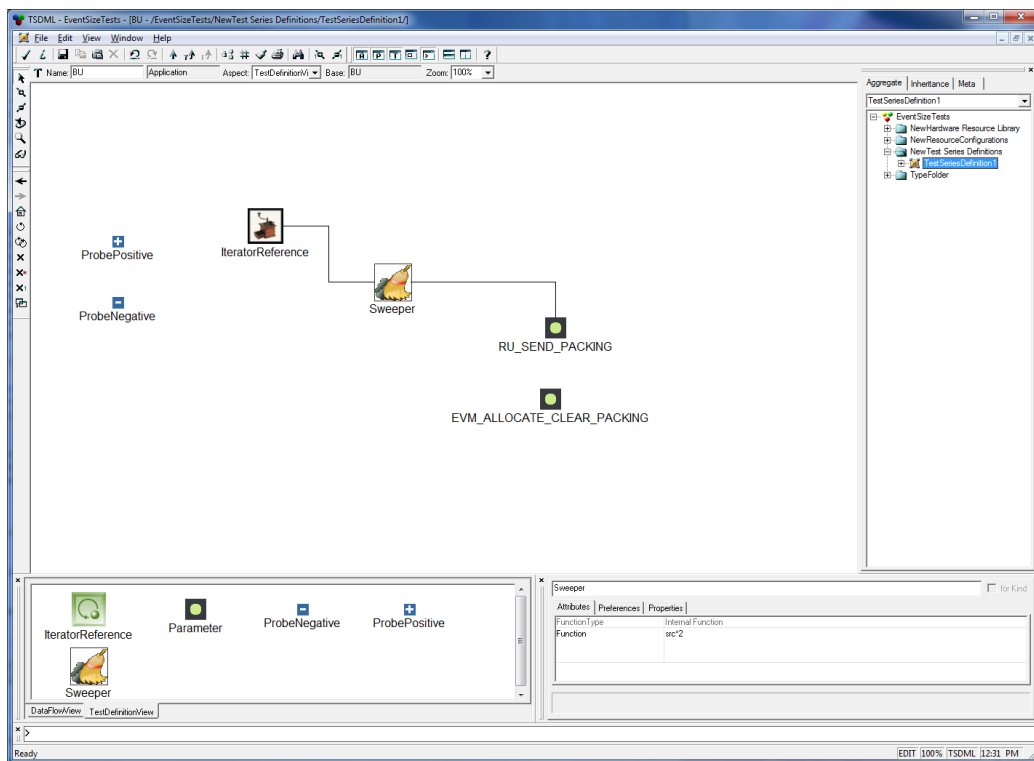 TSDML - EventSizeTests - [BU - /EventSizeTests/NewTest Series Definitions/TestSeriesDefinition1/]
File Edit View Window Help
T Name: BU Application Aspect: TestDefinitionVi Base: BU Zoom: 100%
Aggregate Inheritance Meta
TestSeriesDefinition1
EventSizeTests
NewHardware Resource Library
NewResourceConfigurations
NewTest Series Definitions
TestSeriesDefinition1
TypeFolder
IteratorReference
ProbePositive
Sweeper
ProbeNegative
RU_SEND_PACKING
EVM_ALLOCATE_CLEAR_PACKING
IteratorReference
Parameter
ProbeNegative
ProbePositive
Sweeper
DataFlowView TestDefinitionView
Sweeper for Kind
Attributes Preferences Properties
FunctionType Internal Function
Function src*2
>
Ready EDIT 100% TSDML 12:31 PM